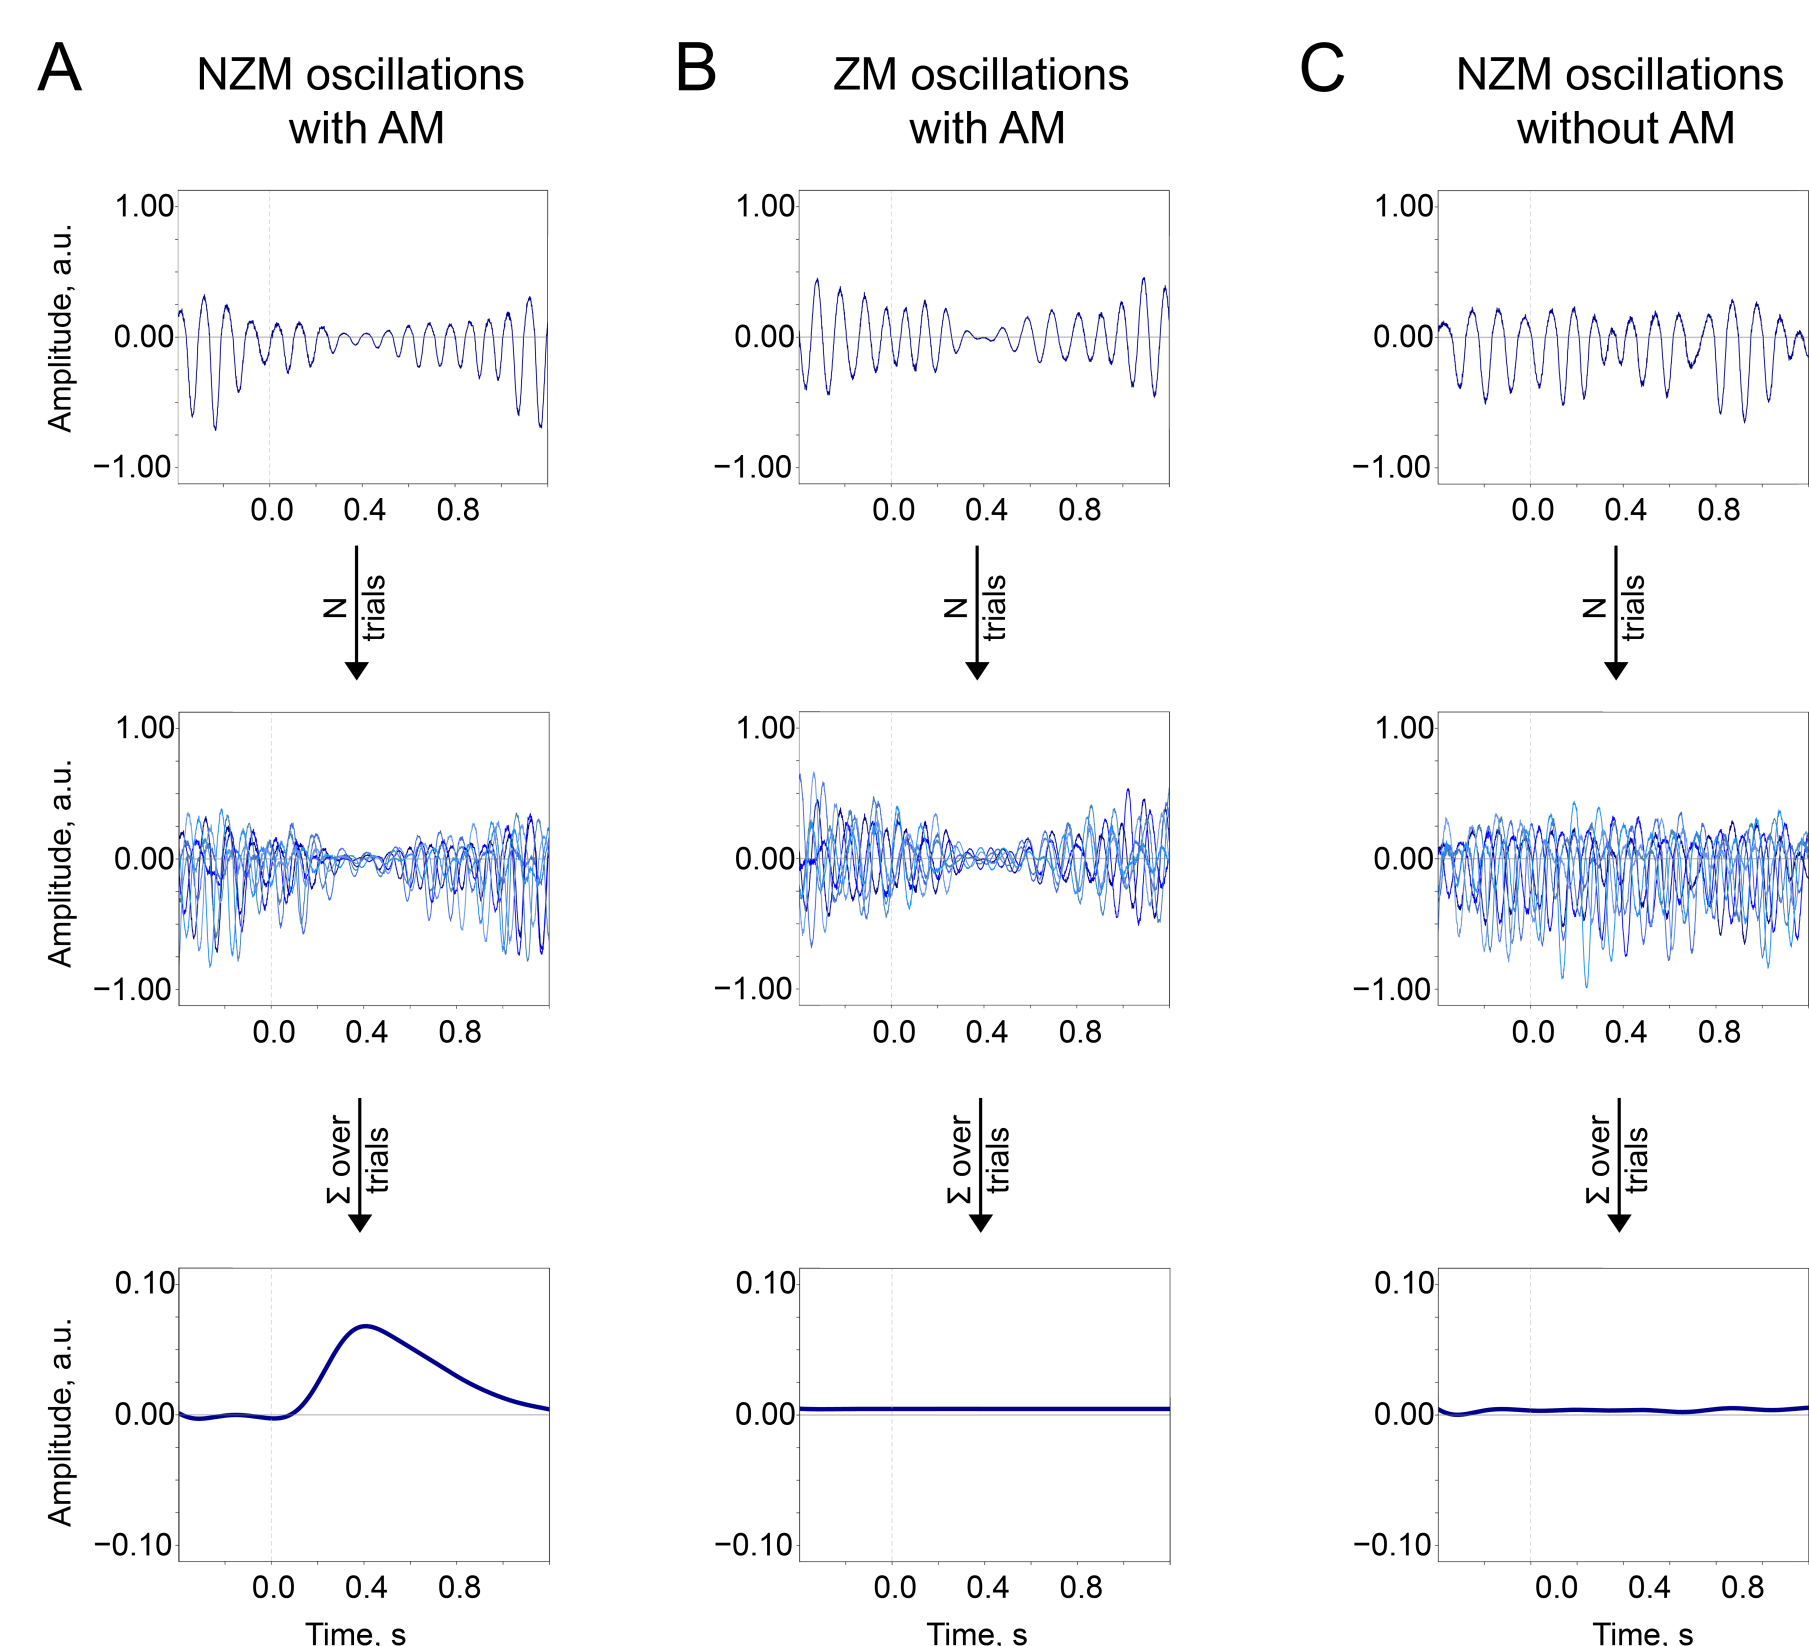 A
NZM oscillations
with AM
B
ZM oscillations
with AM
C
NZM oscillations
without AM
Amplitude, a.u.
1.00
0.00
−1.00
0.0 0.4 0.8
1.00
0.00
−1.00
0.0 0.4 0.8
1.00
0.00
−1.00
0.0 0.4 0.8
N
trials
N
trials
N
trials
Amplitude, a.u.
1.00
0.00
−1.00
0.0 0.4 0.8
1.00
0.00
−1.00
0.0 0.4 0.8
1.00
0.00
−1.00
0.0 0.4 0.8
Σ over
trials
Σ over
trials
Σ over
trials
Amplitude, a.u.
0.10
0.00
−0.10
0.0 0.4 0.8
Time, s
0.10
0.00
−0.10
0.0 0.4 0.8
Time, s
0.10
0.00
−0.10
0.0 0.4 0.8
Time, s